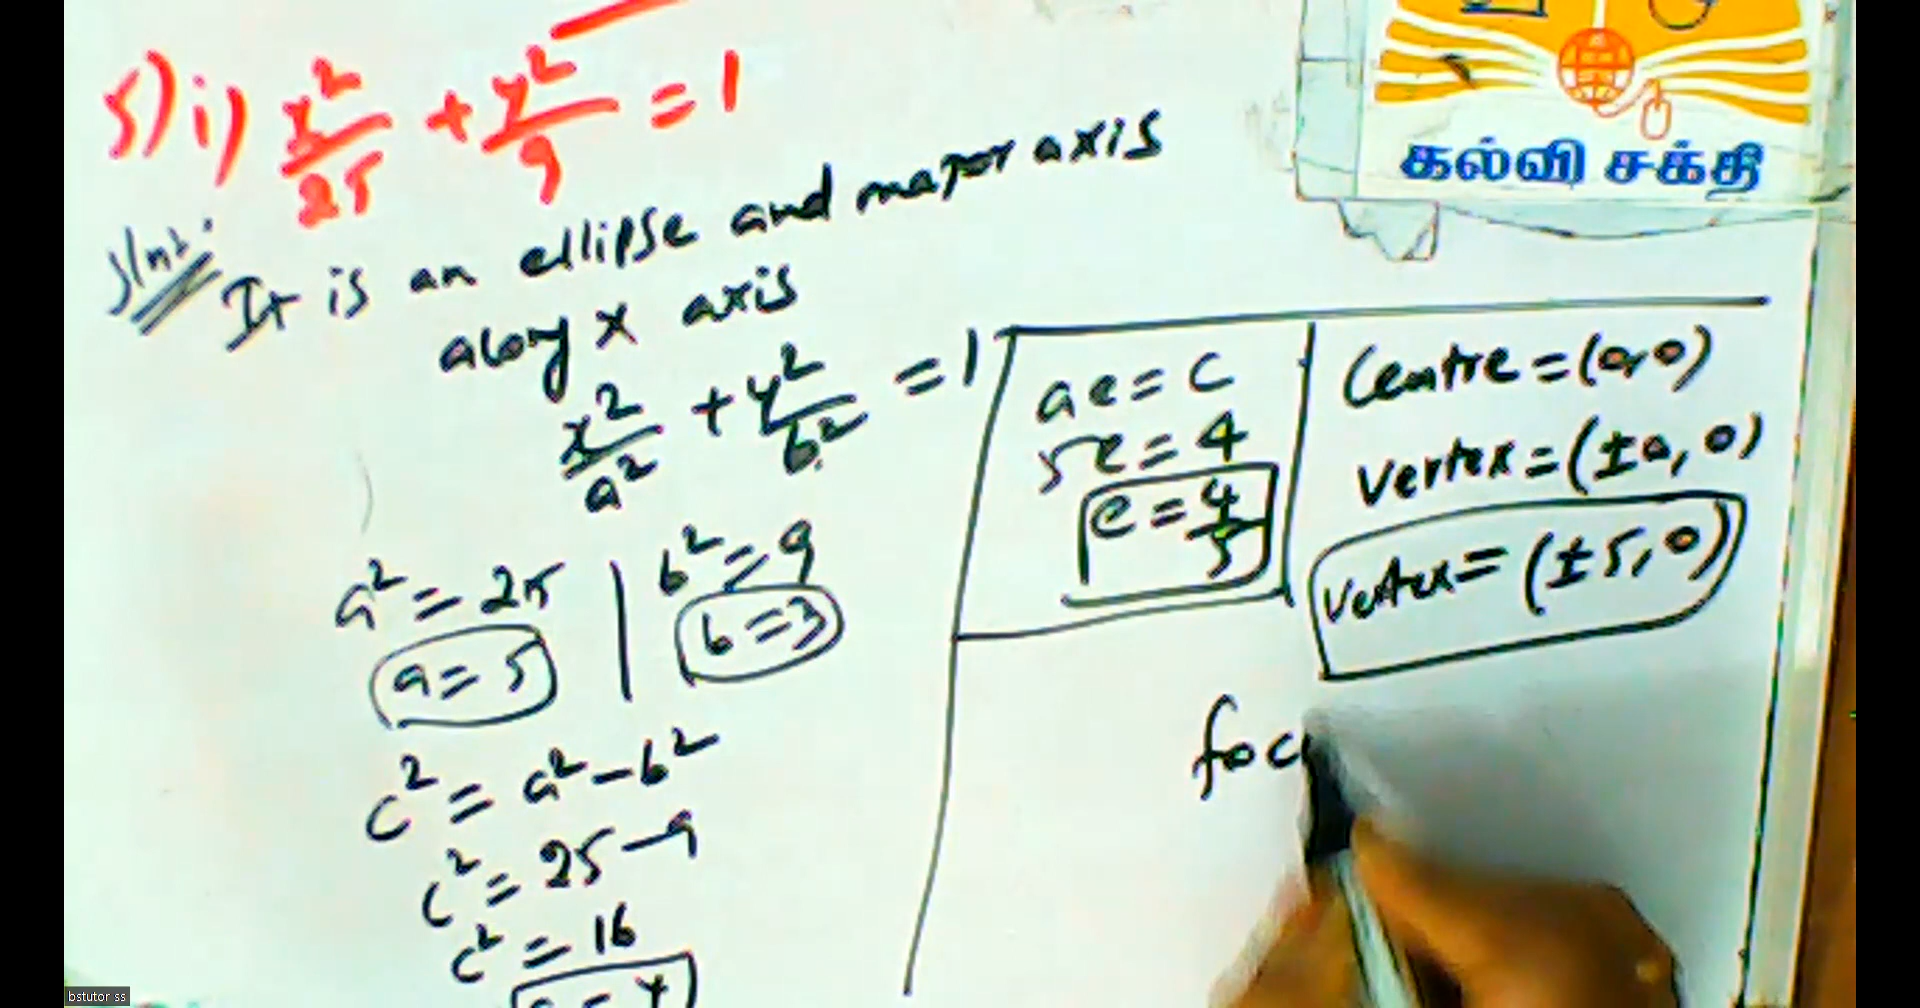 5) i) x²/25 + y²/9 = 1
Soln:
It is an ellipse and major axis
along x axis
x²/a² + y²/b² = 1
a² = 25 | b² = 9
a = 5 | b = 3
c² = a² - b²
c² = 25 - 9
c² = 16
c = 4
ae = c
5e = 4
e = 4/5
Centre = (0,0)
vertex = (±a, 0)
vertex = (±5, 0)
foc
கல்வி சக்தி
bstutor ss